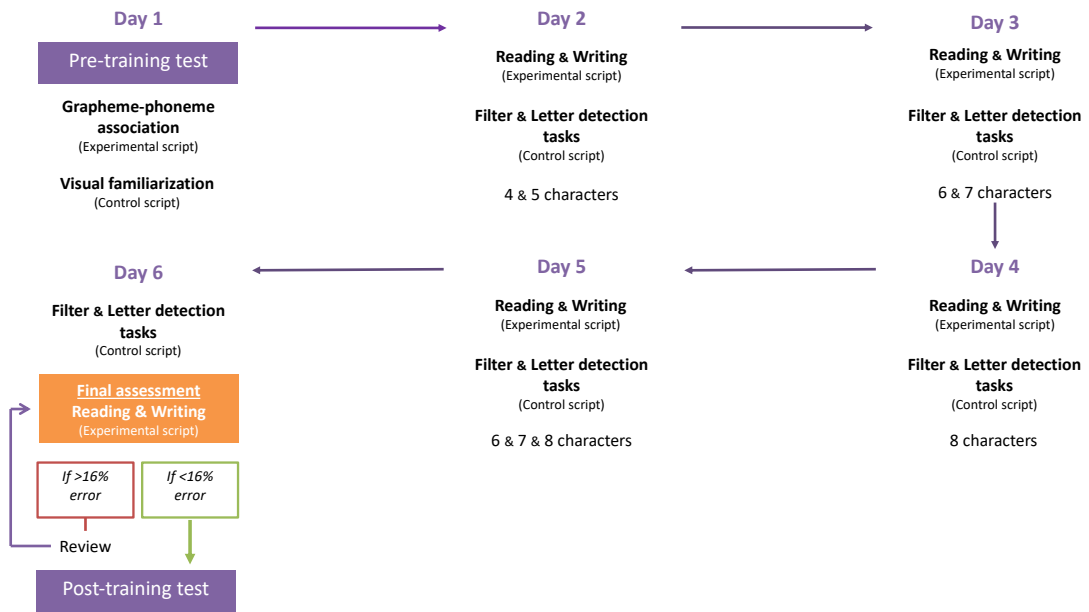 Day 1
Pre-training test
Grapheme-phoneme
association
(Experimental script)
Visual familiarization
(Control script)
Day 2
Reading & Writing
(Experimental script)
Filter & Letter detection
tasks
(Control script)
4 & 5 characters
Day 3
Reading & Writing
(Experimental script)
Filter & Letter detection
tasks
(Control script)
6 & 7 characters
Day 4
Reading & Writing
(Experimental script)
Filter & Letter detection
tasks
(Control script)
8 characters
Day 5
Reading & Writing
(Experimental script)
Filter & Letter detection
tasks
(Control script)
6 & 7 & 8 characters
Day 6
Filter & Letter detection
tasks
(Control script)
Final assessment
Reading & Writing
(Experimental script)
If >16%
error
If <16%
error
Review
Post-training test